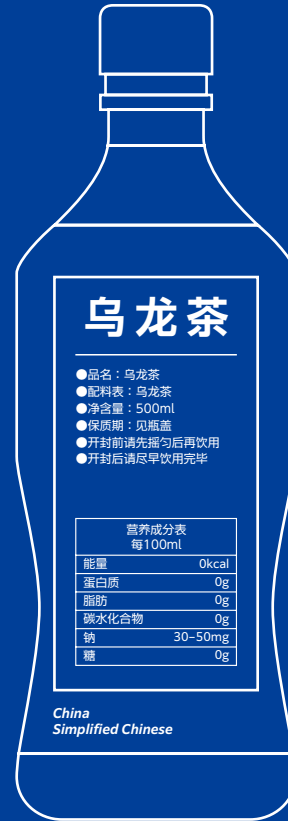 乌龙茶
●品名：乌龙茶
●配料表：乌龙茶
●净含量：500ml
●保质期：见瓶盖
●开封前请先摇匀后再饮用
●开封后请尽早饮用完毕
营养成分表
每100ml
能量 0kcal
蛋白质 0g
脂肪 0g
碳水化合物 0g
钠 30–50mg
糖 0g
China
Simplified Chinese